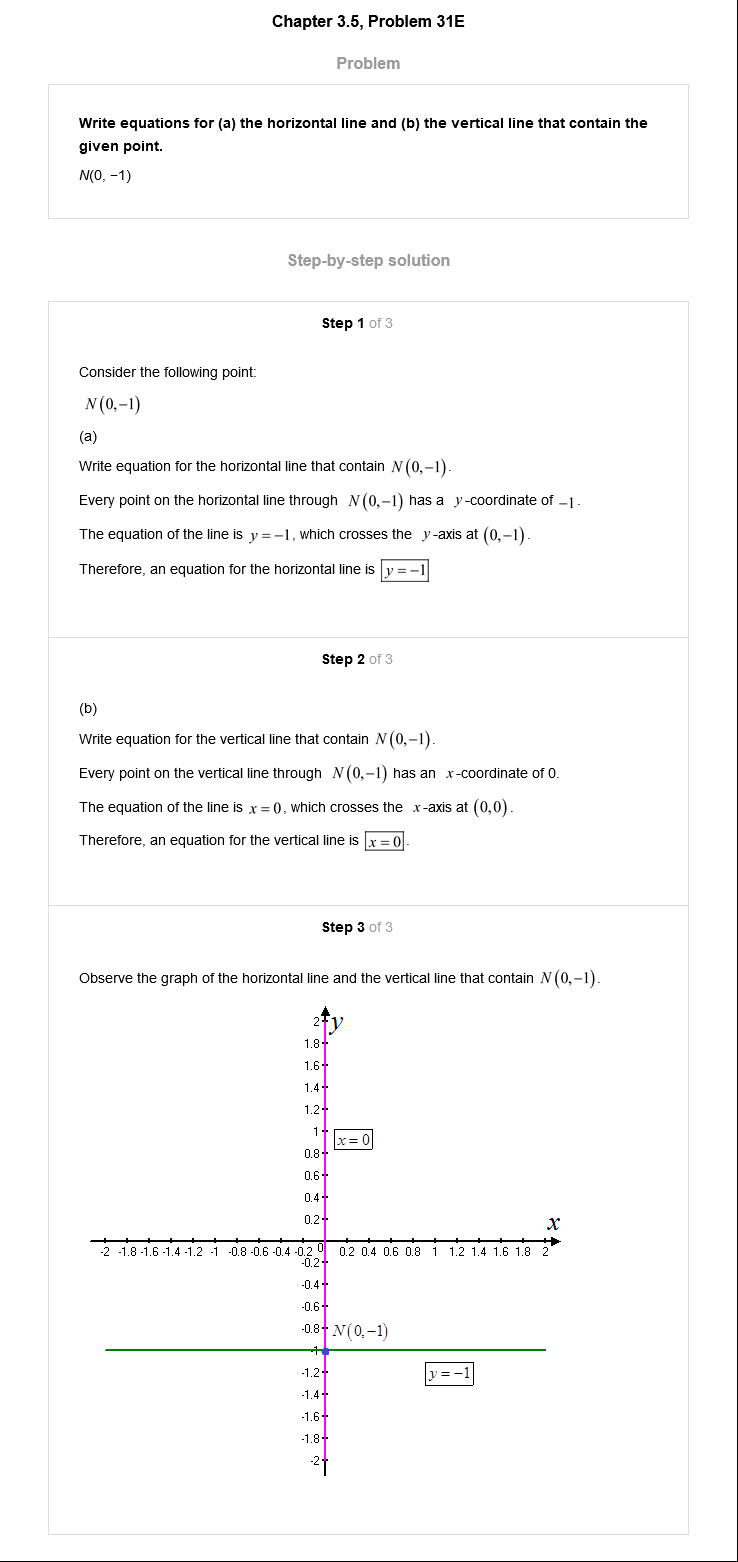 Chapter 3.5, Problem 31E
Problem
Write equations for (a) the horizontal line and (b) the vertical line that contain the
given point.
N(0, −1)
Step-by-step solution
Step 1 of 3
Consider the following point:
N(0,−1)
(a)
Write equation for the horizontal line that contain N(0,−1).
Every point on the horizontal line through N(0,−1) has a y-coordinate of −1.
The equation of the line is y = −1, which crosses the y-axis at (0,−1).
Therefore, an equation for the horizontal line is y = −1
Step 2 of 3
(b)
Write equation for the vertical line that contain N(0,−1).
Every point on the vertical line through N(0,−1) has an x-coordinate of 0.
The equation of the line is x = 0, which crosses the x-axis at (0,0).
Therefore, an equation for the vertical line is x = 0.
Step 3 of 3
Observe the graph of the horizontal line and the vertical line that contain N(0,−1).
2 y
1.8
1.6
1.4
1.2
1 x = 0
0.8
0.6
0.4
0.2 x
-2 -1.8 -1.6 -1.4 -1.2 -1 -0.8 -0.6 -0.4 -0.2 0 0.2 0.4 0.6 0.8 1 1.2 1.4 1.6 1.8 2
-0.2
-0.4
-0.6
-0.8 N(0,−1)
-1
-1.2 y = −1
-1.4
-1.6
-1.8
-2